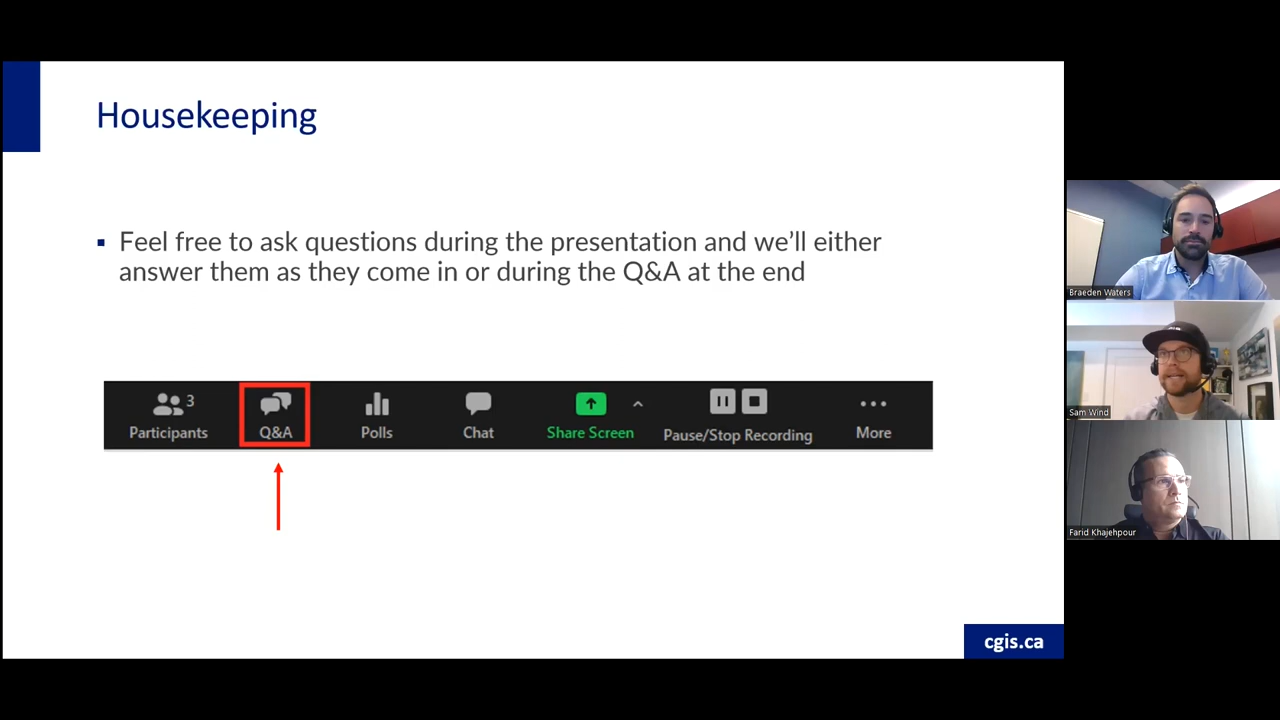 Housekeeping
Feel free to ask questions during the presentation and we'll either
answer them as they come in or during the Q&A at the end
3
Participants
Q&A
Polls
Chat
Share Screen
Pause/Stop Recording
More
cgis.ca
Braeden Waters
Sam Wind
Farid Khajehpour